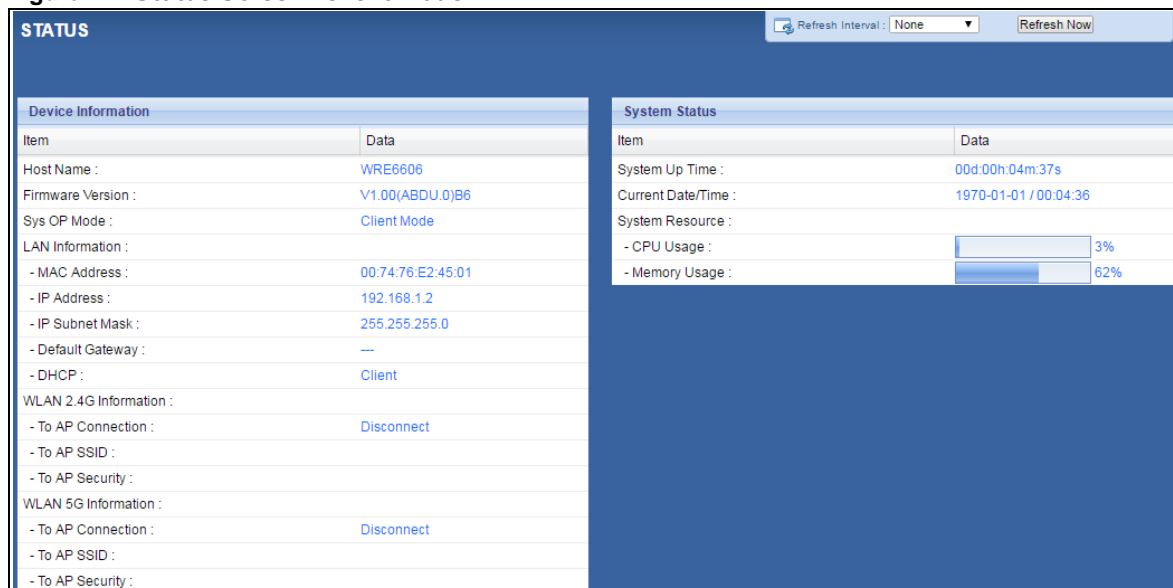 STATUS
Refresh Interval : None
Refresh Now
Device Information
Item Data
Host Name : WRE6606
Firmware Version : V1.00(ABDU.0)B6
Sys OP Mode : Client Mode
LAN Information :
- MAC Address : 00:74:76:E2:45:01
- IP Address : 192.168.1.2
- IP Subnet Mask : 255.255.255.0
- Default Gateway : ---
- DHCP : Client
WLAN 2.4G Information :
- To AP Connection : Disconnect
- To AP SSID :
- To AP Security :
WLAN 5G Information :
- To AP Connection : Disconnect
- To AP SSID :
- To AP Security :
System Status
Item Data
System Up Time : 00d:00h:04m:37s
Current Date/Time : 1970-01-01 / 00:04:36
System Resource :
- CPU Usage : 3%
- Memory Usage : 62%